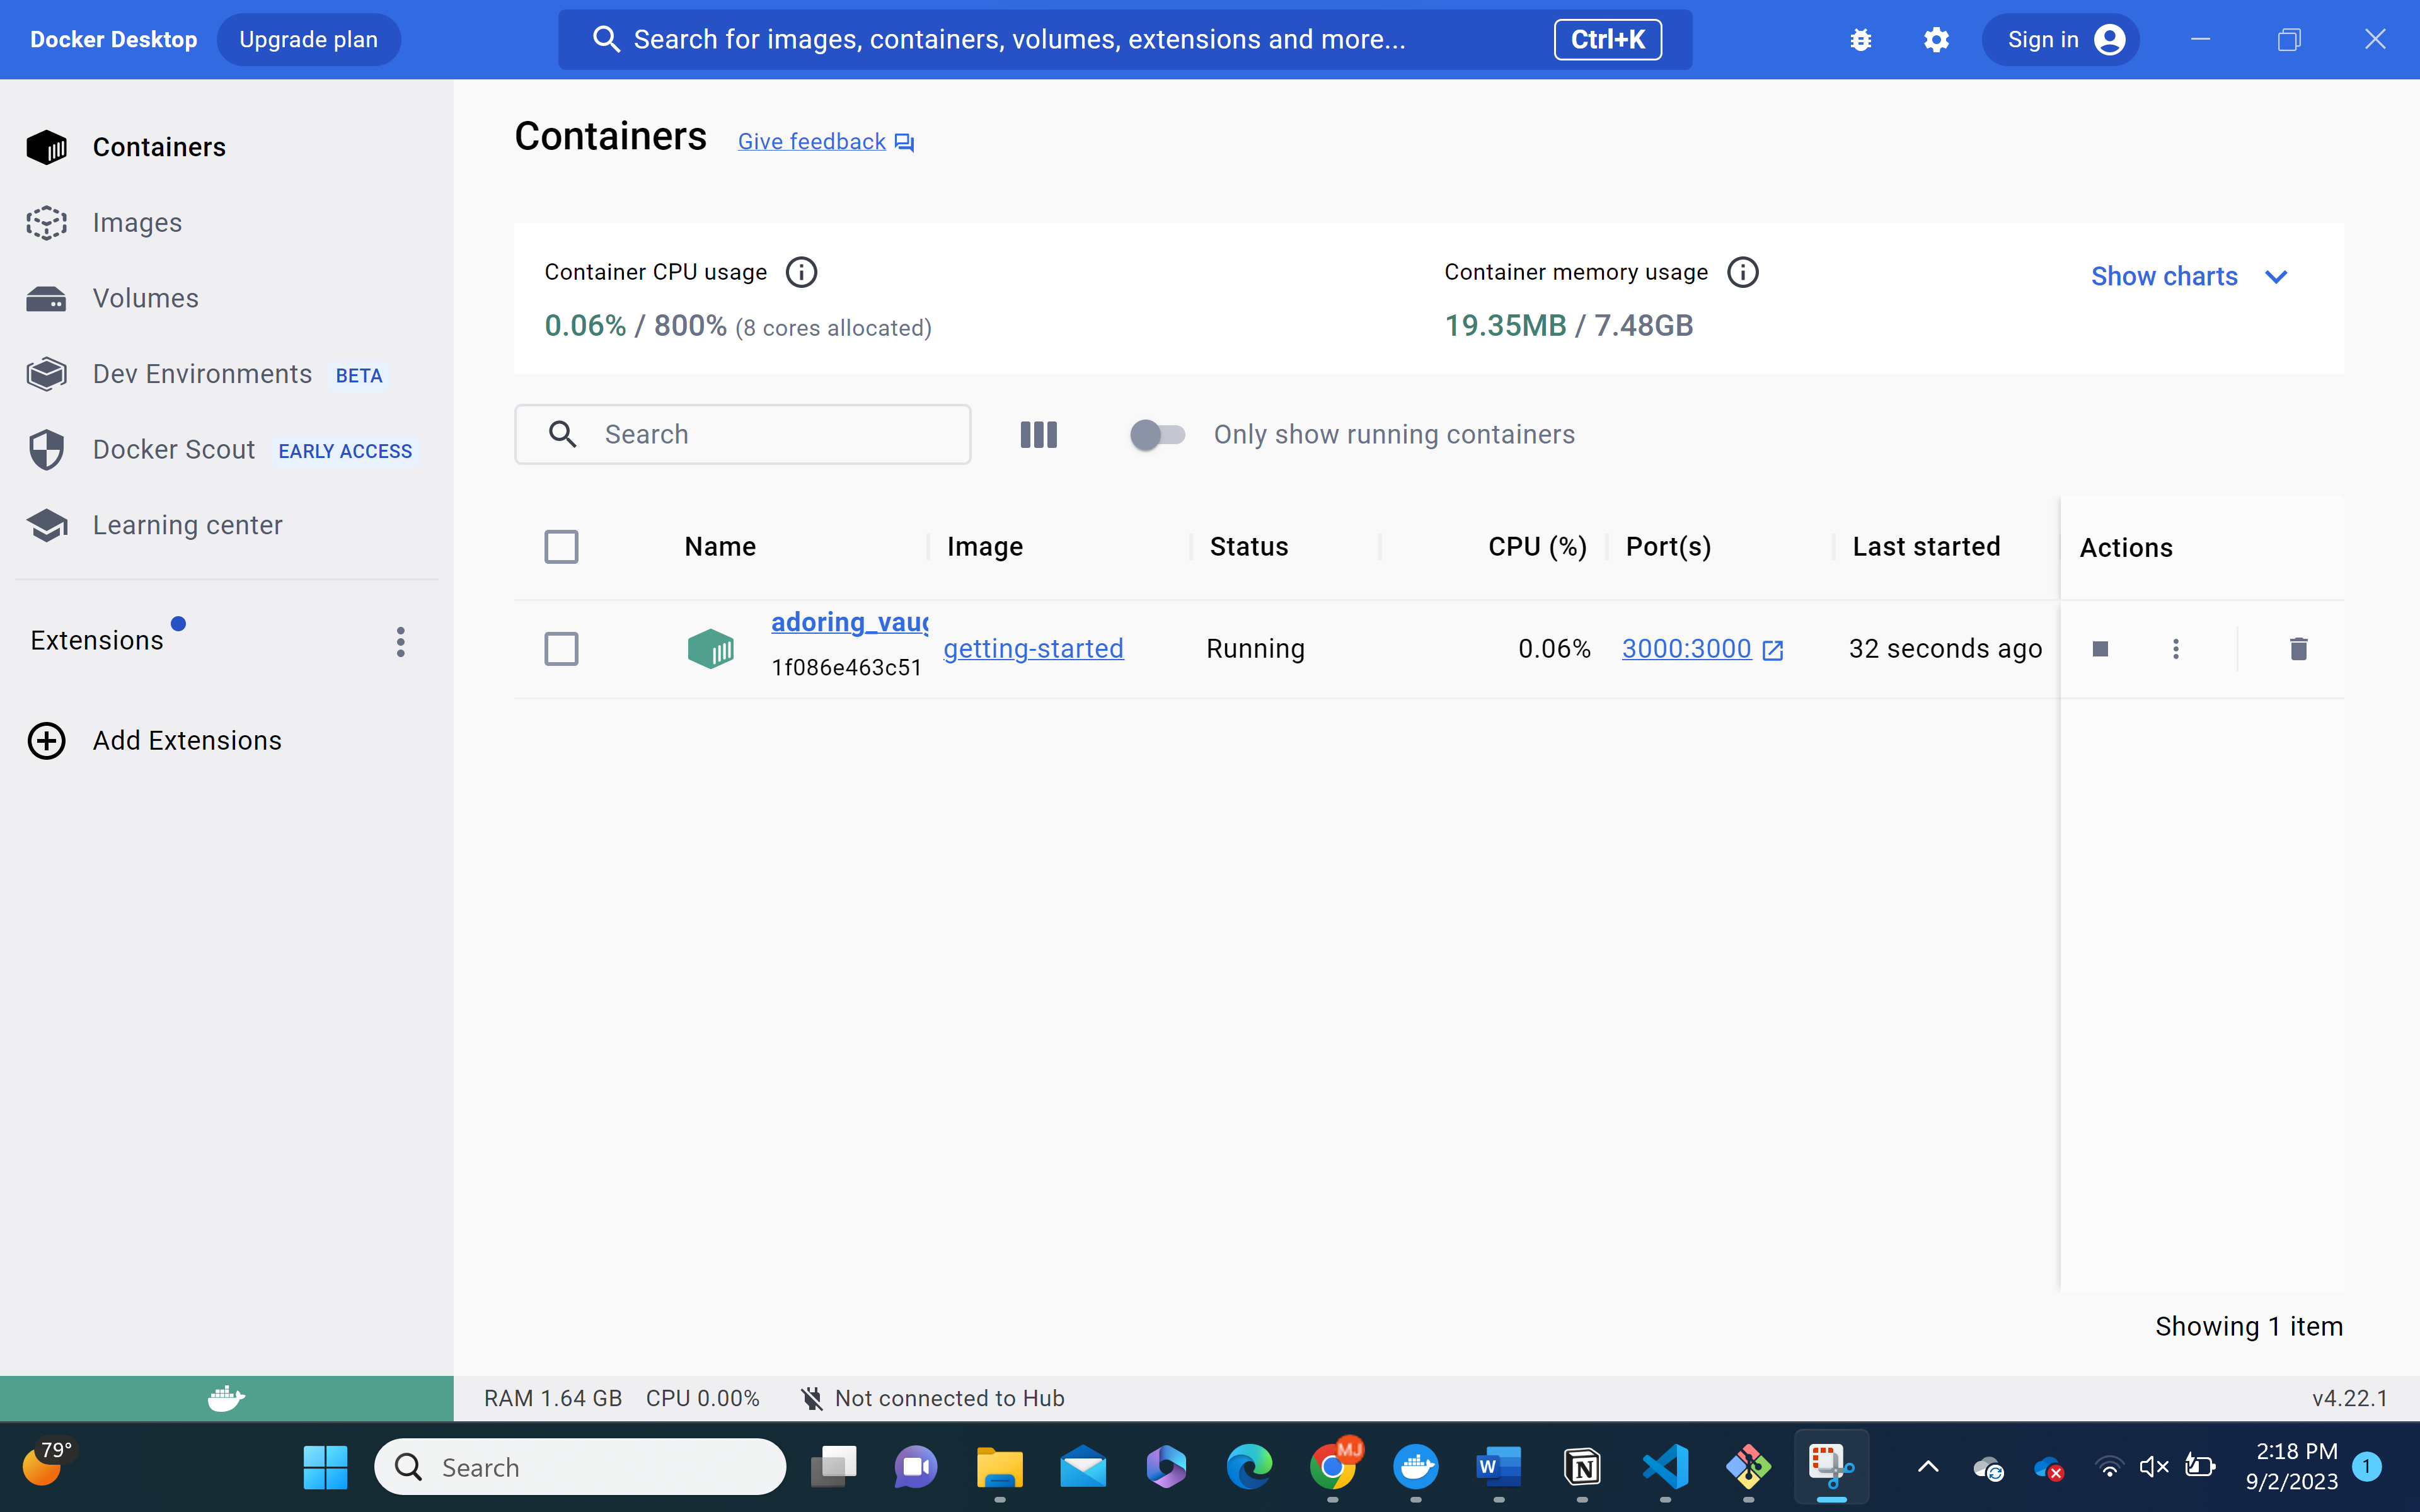 Docker Desktop Upgrade plan Search for images, containers, volumes, extensions and more... Ctrl+K Sign in
Containers
Images
Volumes
Dev Environments BETA
Docker Scout EARLY ACCESS
Learning center
Extensions
Add Extensions
Containers Give feedback
Container CPU usage
0.06% / 800% (8 cores allocated)
Container memory usage
19.35MB / 7.48GB
Show charts
Search
Only show running containers
Name Image Status CPU (%) Port(s) Last started Actions
adoring_vaug
1f086e463c51
getting-started Running 0.06% 3000:3000 32 seconds ago
Showing 1 item
RAM 1.64 GB CPU 0.00% Not connected to Hub v4.22.1
79°
Search
MJ
W
N
2:18 PM
9/2/2023
1